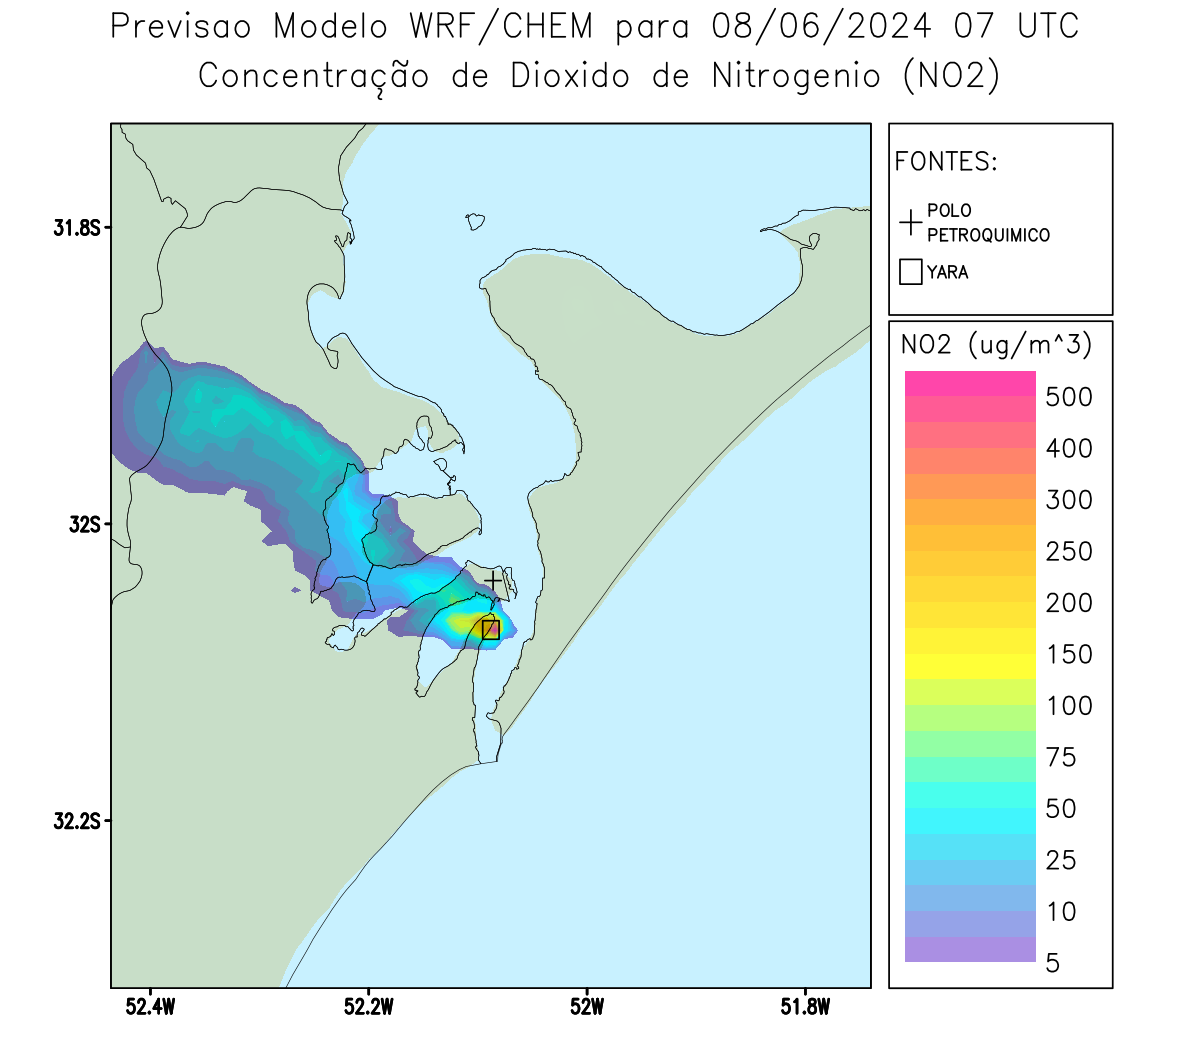 Previsao Modelo WRF/CHEM para 08/06/2024 07 UTC
Concentração de Dioxido de Nitrogenio (NO2)
FONTES:
POLO
PETROQUIMICO
YARA
NO2 (ug/m^3)
500
400
300
250
200
150
100
75
50
25
10
5
31.8S
32S
32.2S
52.4W
52.2W
52W
51.8W